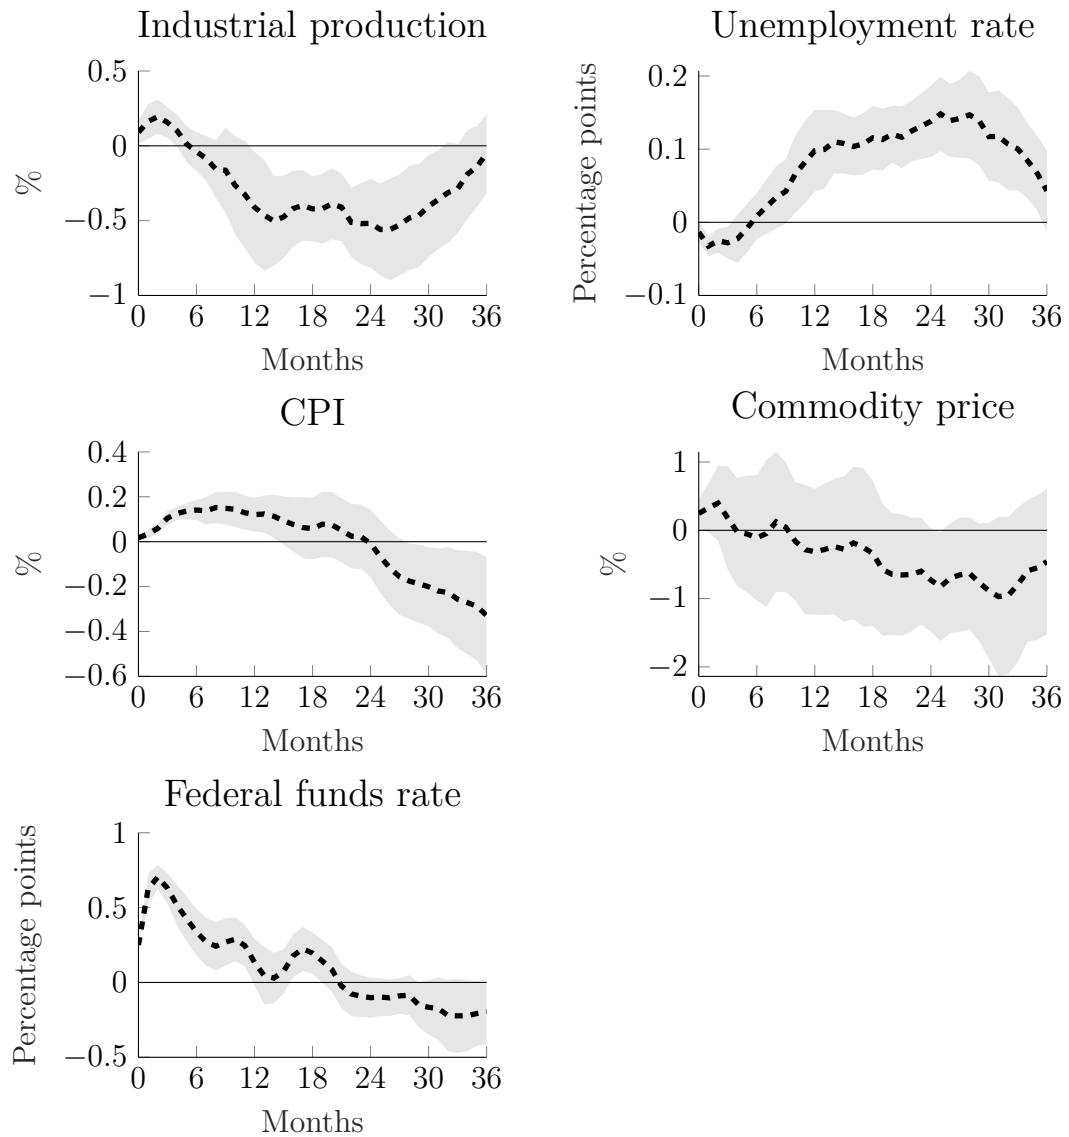 Industrial production
0.5
0
−0.5
−1
%
0 6 12 18 24 30 36
Months
Unemployment rate
0.2
0.1
0
−0.1
Percentage points
0 6 12 18 24 30 36
Months
CPI
0.4
0.2
0
−0.2
−0.4
−0.6
%
0 6 12 18 24 30 36
Months
Commodity price
1
0
−1
−2
%
0 6 12 18 24 30 36
Months
Federal funds rate
1
0.5
0
−0.5
Percentage points
0 6 12 18 24 30 36
Months